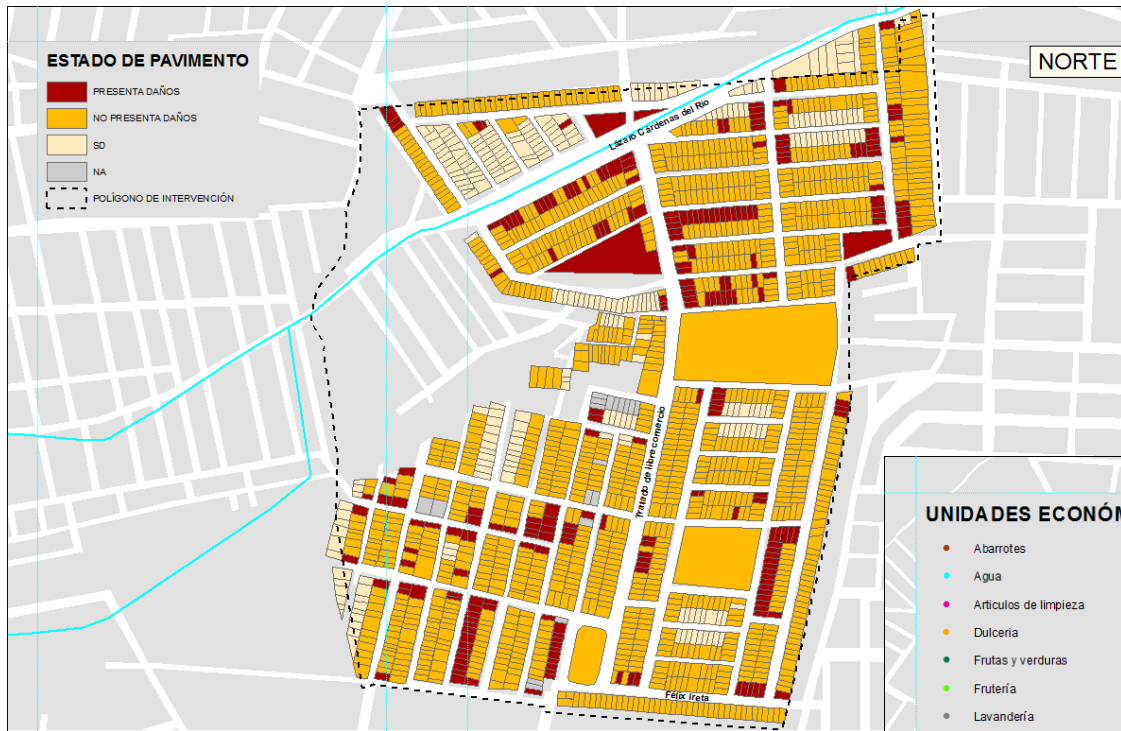 ESTADO DE PAVIMENTO
PRESENTA DAÑOS
NO PRESENTA DAÑOS
SD
NA
POLÍGONO DE INTERVENCIÓN
NORTE
Lázaro Cárdenas del Río
Tratado de libre comercio
Félix Ireta
UNIDADES ECONÓM
Abarrotes
Agua
Articulos de limpieza
Dulceria
Frutas y verduras
Frutería
Lavandería